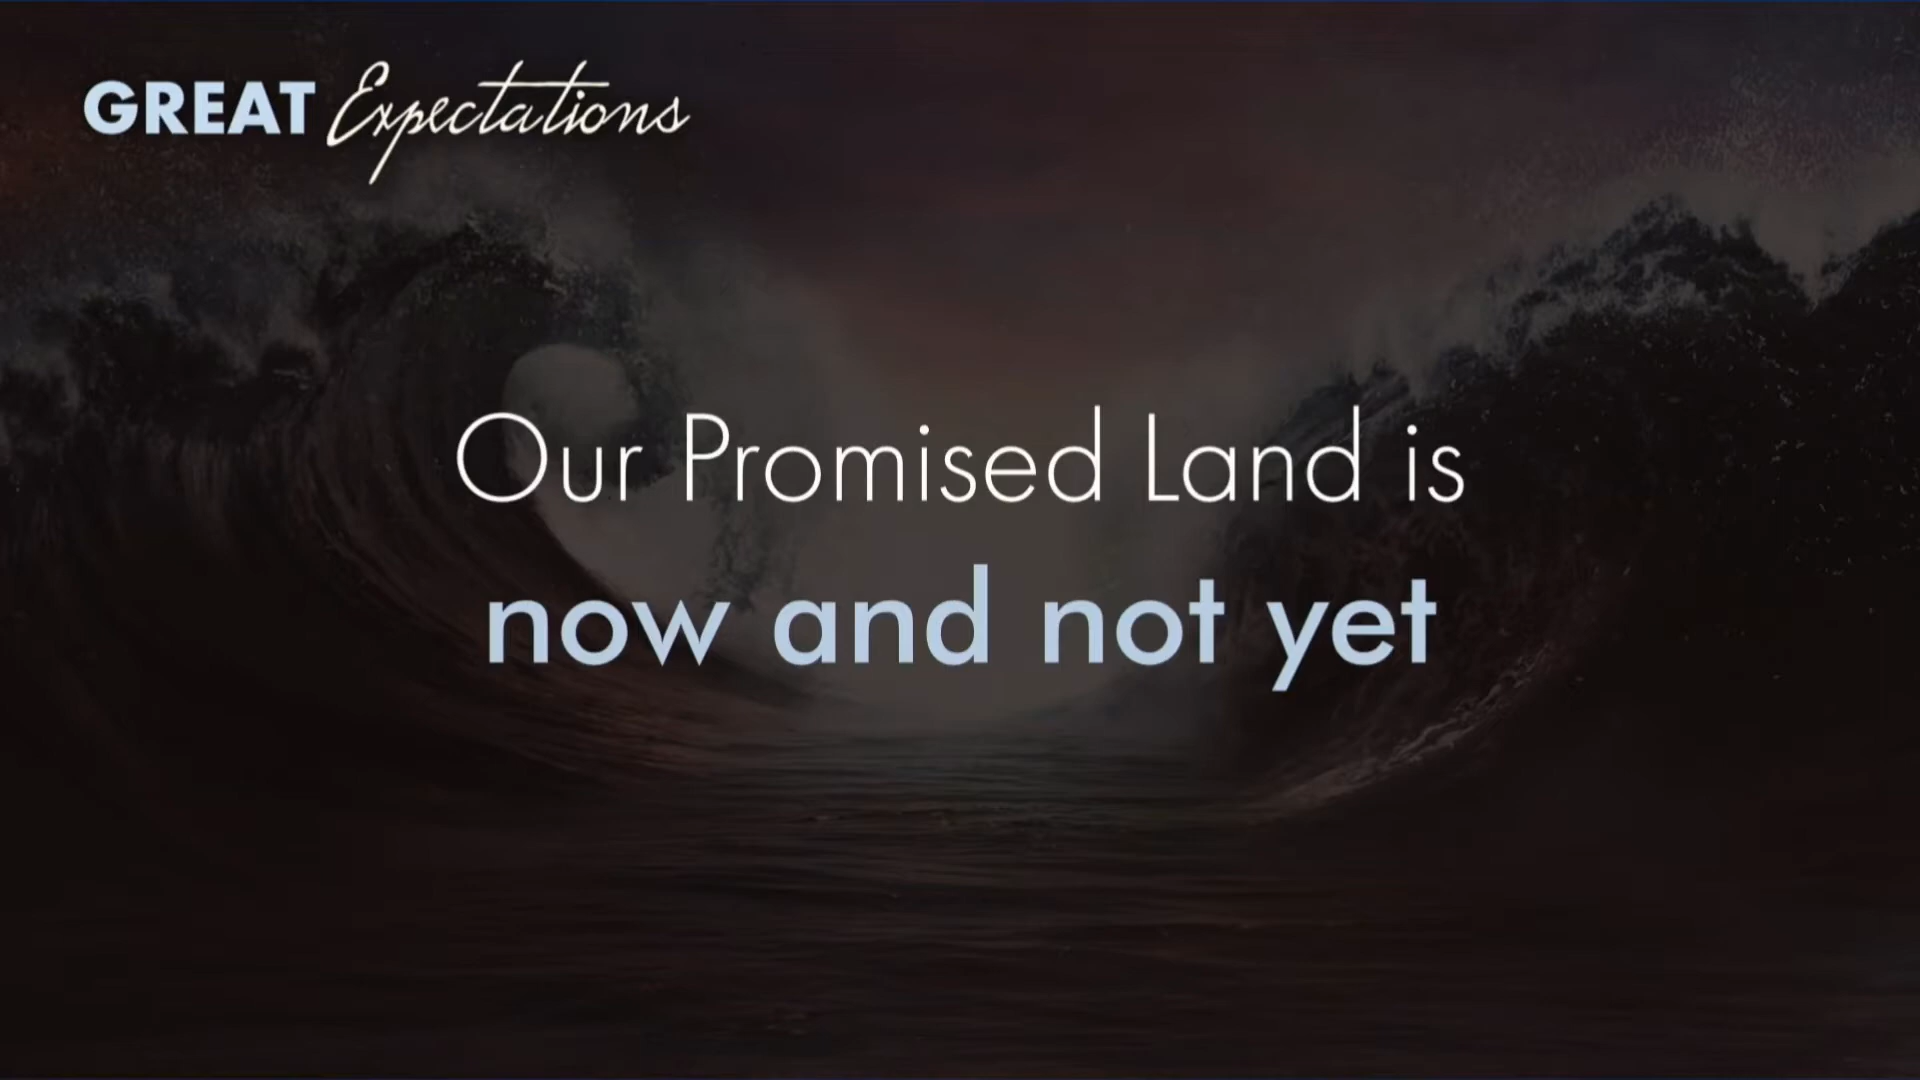 GREAT Expectations
Our Promised Land is
now and not yet